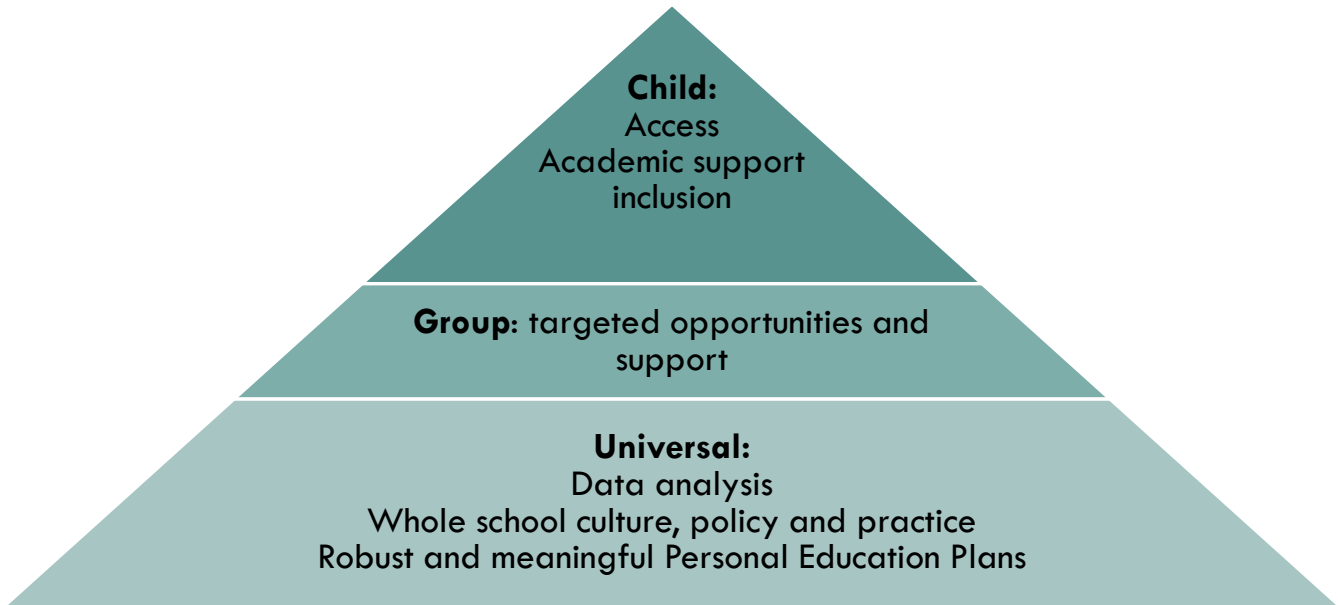 Child:
Access
Academic support
inclusion
Group: targeted opportunities and
support
Universal:
Data analysis
Whole school culture, policy and practice
Robust and meaningful Personal Education Plans